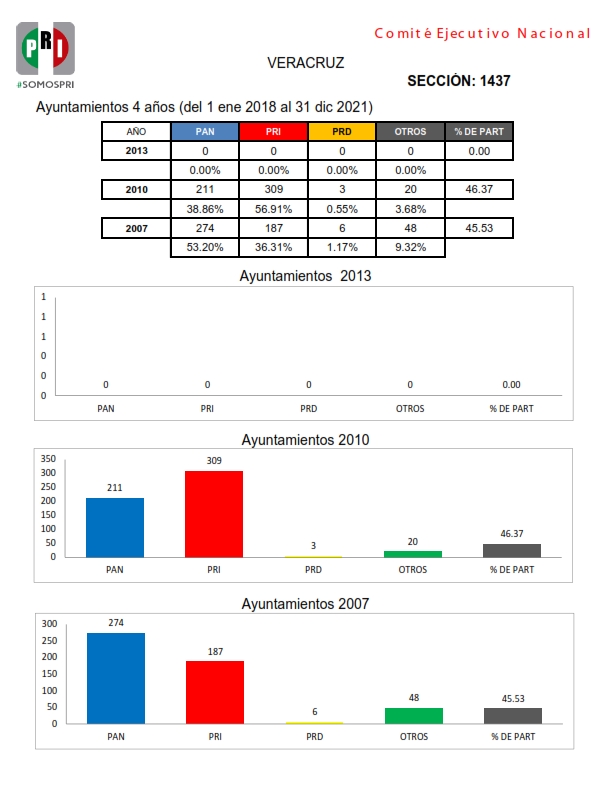 Comité Ejecutivo Nacional
PRI
#SOMOSPRI
VERACRUZ
SECCIÓN: 1437
Ayuntamientos 4 años (del 1 ene 2018 al 31 dic 2021)
AÑO PAN PRI PRD OTROS % DE PART
2013 0 0 0 0 0.00
0.00% 0.00% 0.00% 0.00%
2010 211 309 3 20 46.37
38.86% 56.91% 0.55% 3.68%
2007 274 187 6 48 45.53
53.20% 36.31% 1.17% 9.32%
Ayuntamientos 2013
1
1
1
0
0
0
0 0 0 0 0.00
PAN PRI PRD OTROS % DE PART
Ayuntamientos 2010
350
300
250
200
150
100
50
0
211 309 3 20 46.37
PAN PRI PRD OTROS % DE PART
Ayuntamientos 2007
300
250
200
150
100
50
0
274 187 6 48 45.53
PAN PRI PRD OTROS % DE PART